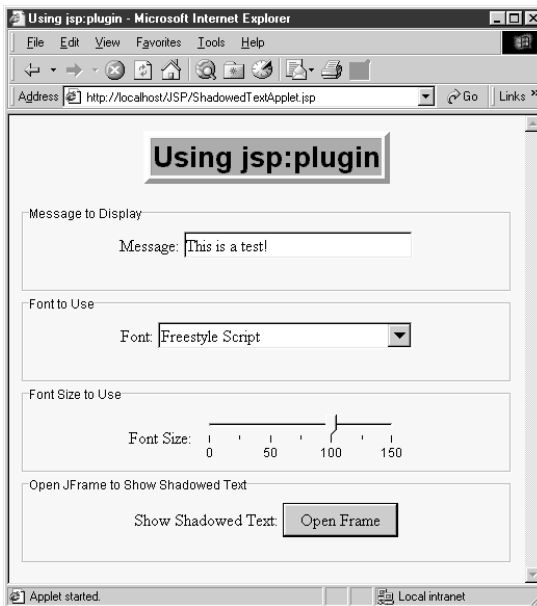 Using jsp:plugin - Microsoft Internet Explorer
File Edit View Favorites Tools Help
Address http://localhost/JSP/ShadowedTextApplet.jsp Go Links »
Using jsp:plugin
Message to Display
Message: This is a test!
Font to Use
Font: Freestyle Script
Font Size to Use
Font Size:
0 50 100 150
Open JFrame to Show Shadowed Text
Show Shadowed Text: Open Frame
Applet started. Local intranet